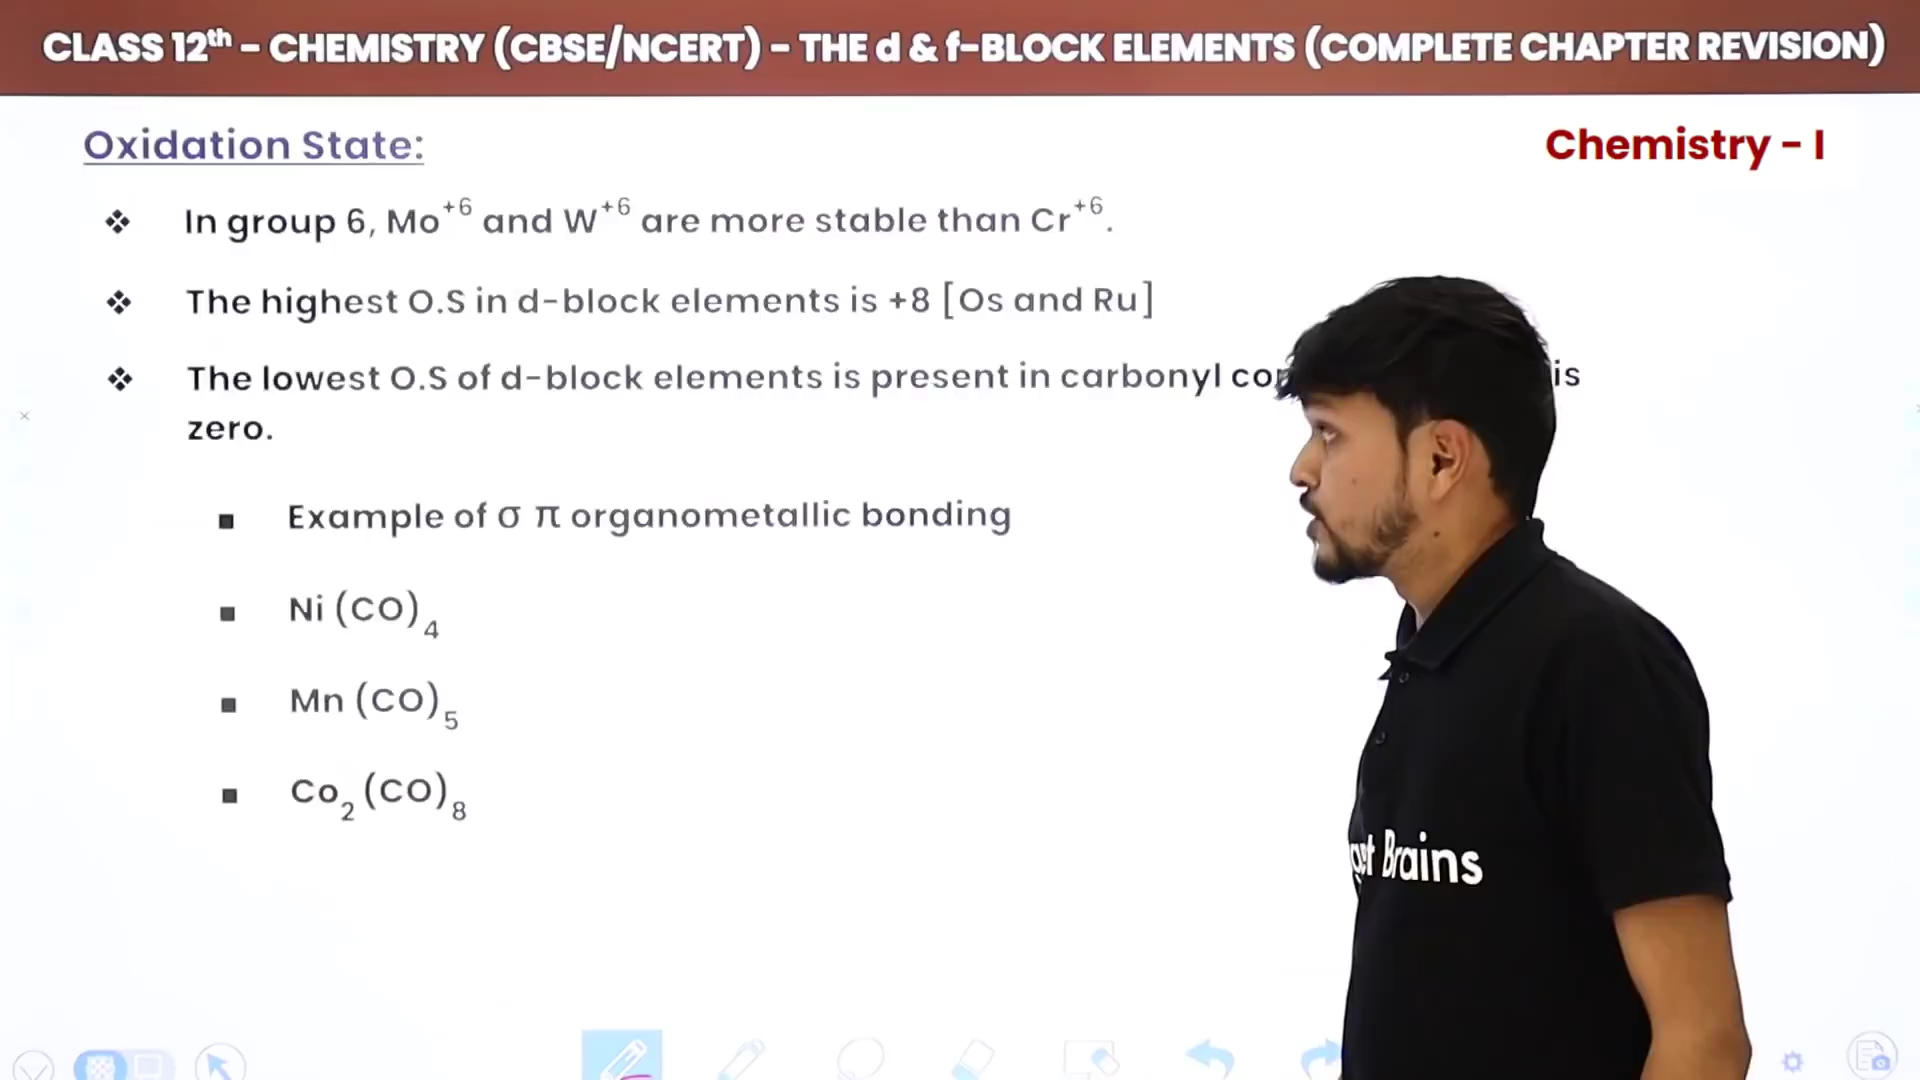 CLASS 12th – CHEMISTRY (CBSE/NCERT) – THE d & f–BLOCK ELEMENTS (COMPLETE CHAPTER REVISION)
Oxidation State:
Chemistry – I
❖ In group 6, Mo⁺⁶ and W⁺⁶ are more stable than Cr⁺⁶.
❖ The highest O.S in d–block elements is +8 [Os and Ru]
❖ The lowest O.S of d–block elements is present in carbonyl is
zero.
▪ Example of σ π organometallic bonding
▪ Ni (CO)₄
▪ Mn (CO)₅
▪ Co₂ (CO)₈
Brains